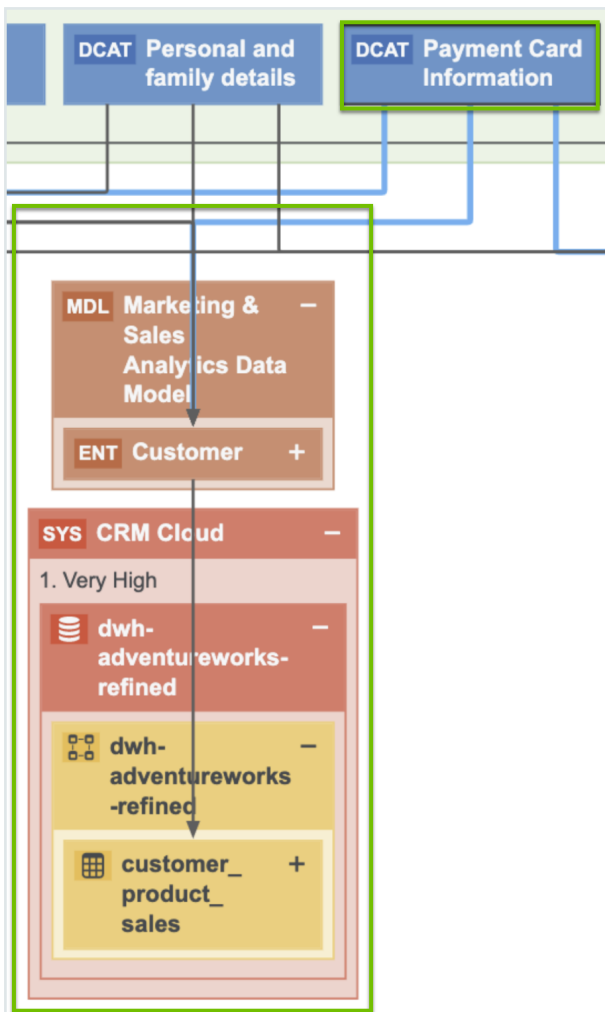 DCAT Personal and
family details
DCAT Payment Card
Information
MDL Marketing &
Sales
Analytics Data
Model
ENT Customer
SYS CRM Cloud
1. Very High
dwh-
adventureworks-
refined
dwh-
adventureworks
-refined
customer_
product_
sales